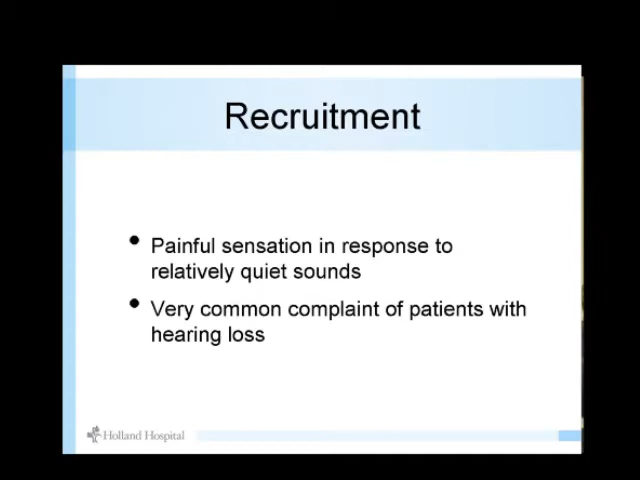 Recruitment
• Painful sensation in response to
relatively quiet sounds
• Very common complaint of patients with
hearing loss
Holland Hospital